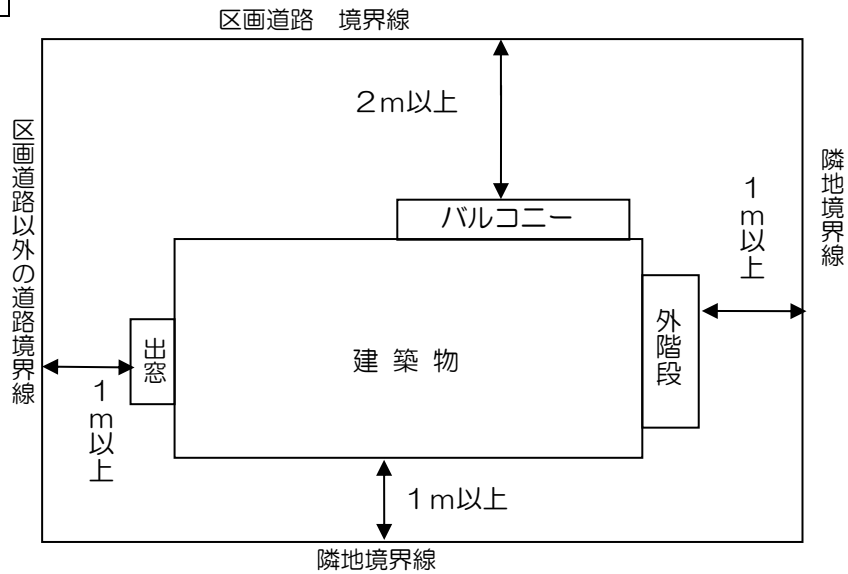 区画道路　境界線
２ｍ以上
区画道路以外の道路境界線
隣地境界線
１ｍ以上
バルコニー
出窓
建 築 物
外階段
１ｍ以上
１ｍ以上
隣地境界線